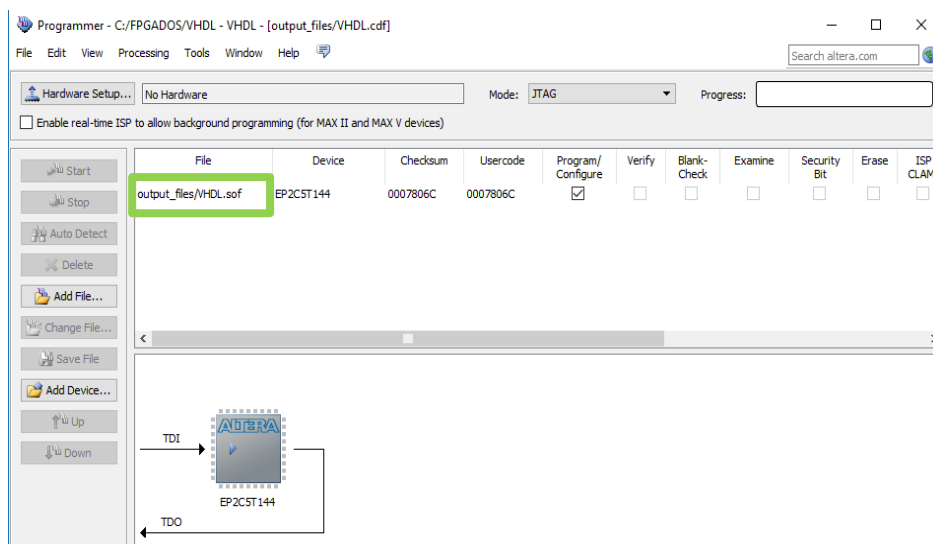 Programmer - C:/FPGADOS/VHDL - VHDL - [output_files/VHDL.cdf]
File Edit View Processing Tools Window Help
Search altera.com
Hardware Setup... No Hardware Mode: JTAG Progress:
Enable real-time ISP to allow background programming (for MAX II and MAX V devices)
Start
Stop
Auto Detect
Delete
Add File...
Change File...
Save File
Add Device...
Up
Down
File Device Checksum Usercode Program/ Verify Blank- Examine Security Erase ISP
Configure Check Bit CLAM
output_files/VHDL.sof EP2C5T144 0007806C 0007806C
TDI
ALTERA
EP2C5T144
TDO